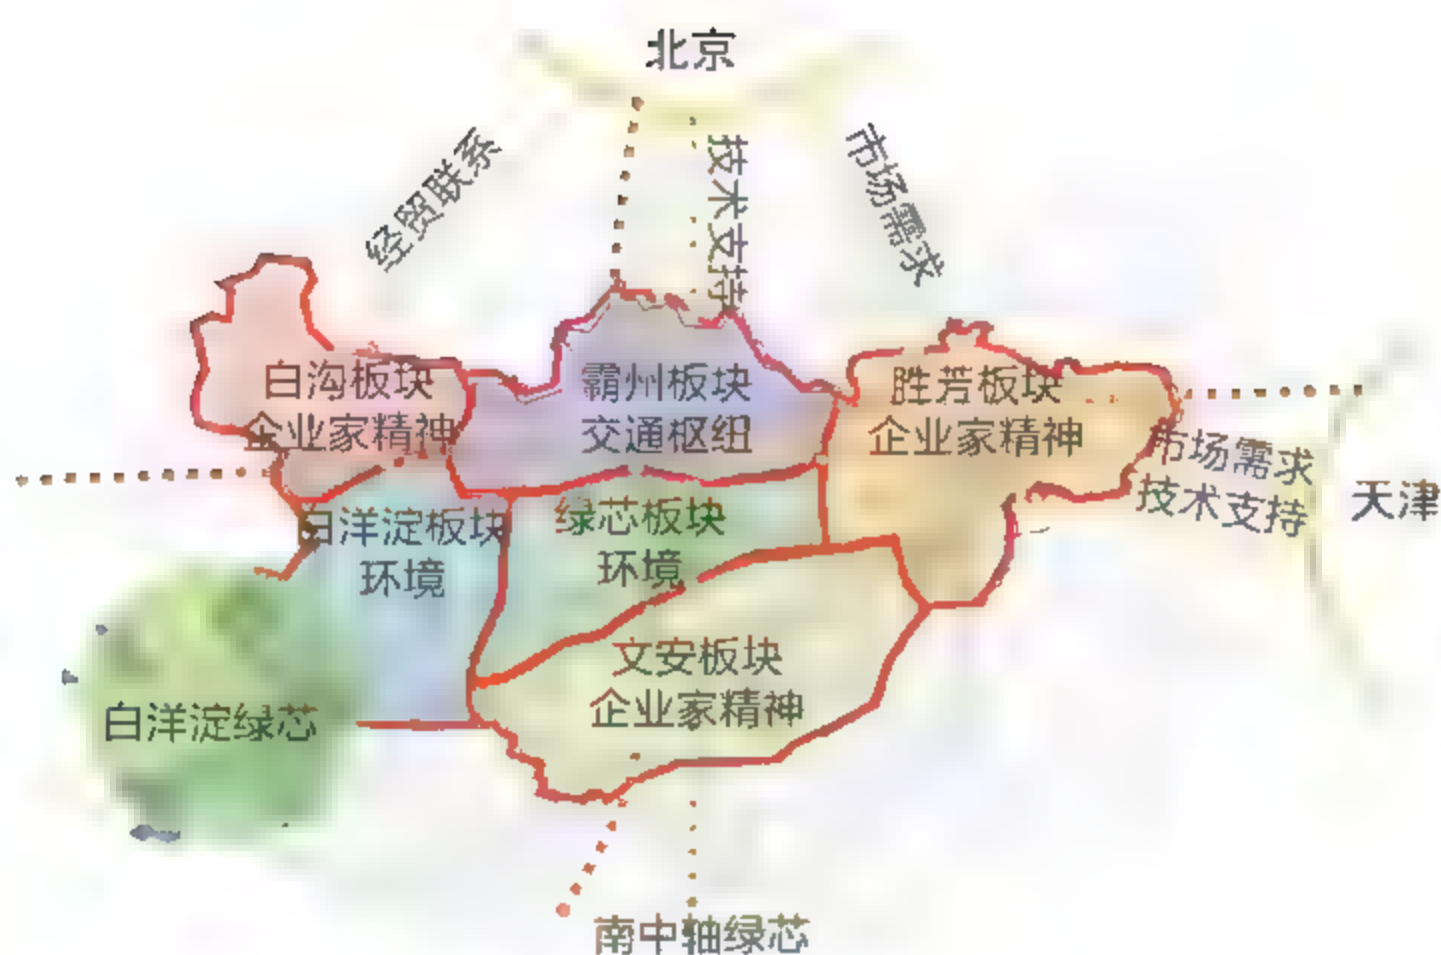 北京
经贸联系
技术支持
市场需求
白沟板块
企业家精神
霸州板块
交通枢纽
胜芳板块
企业家精神
市场需求
技术支持
天津
白洋淀板块
环境
绿芯板块
环境
文安板块
企业家精神
白洋淀绿芯
南中轴绿芯